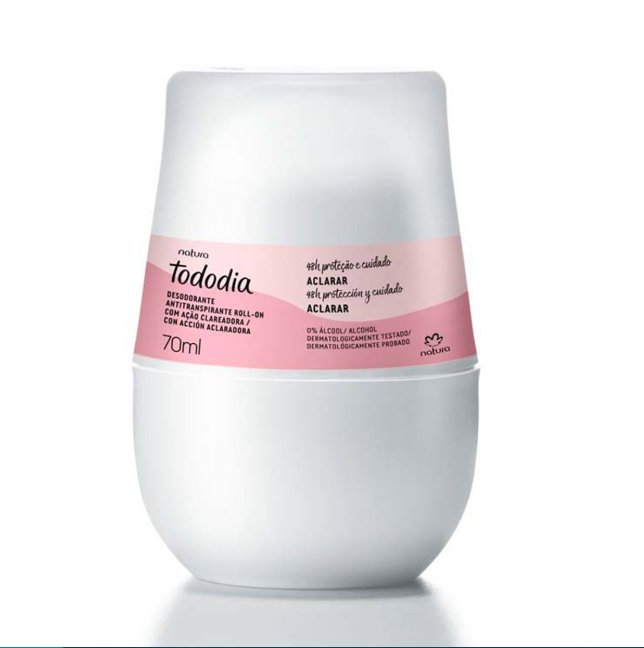 natura
Tododia
DESODORANTE
ANTITRANSPIRANTE ROLL-ON
COM AÇÃO CLAREADORA /
CON ACCIÓN ACLARADORA
70ml
48h proteção e cuidado
ACLARAR
48h protección y cuidado
ACLARAR
0% ÁLCOOL/ ALCOHOL
DERMATOLOGICAMENTE TESTADO/
DERMATOLÓGICAMENTE PROBADO
natura